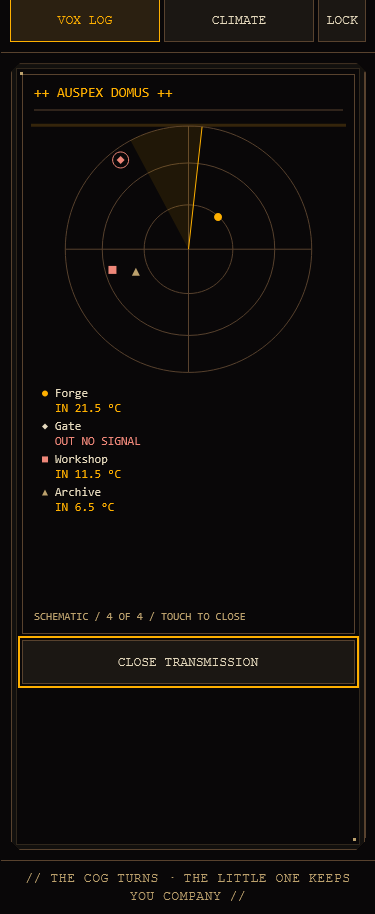 VOX LOG
CLIMATE
LOCK
++ AUSPEX DOMUS ++
Forge
IN 21.5 °C
Gate
OUT NO SIGNAL
Workshop
IN 11.5 °C
Archive
IN 6.5 °C
SCHEMATIC / 4 OF 4 / TOUCH TO CLOSE
CLOSE TRANSMISSION
// THE COG TURNS · THE LITTLE ONE KEEPS
YOU COMPANY //